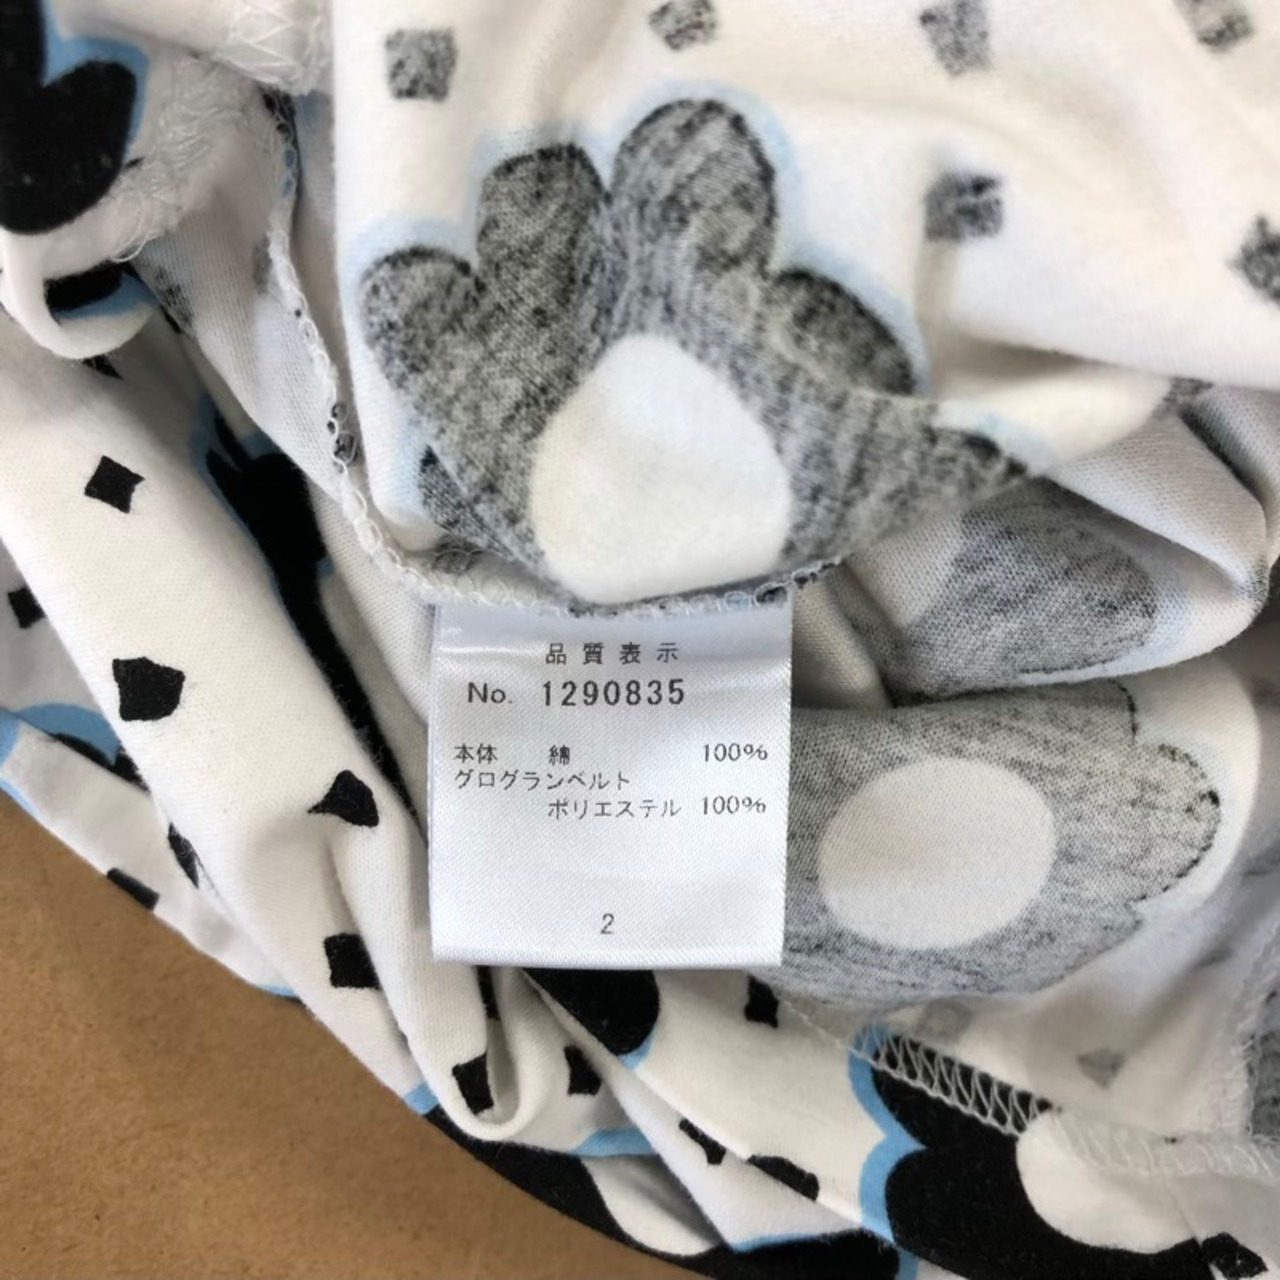 品質表示
No. 1290835
本体 綿 100%
グログランベルト
ポリエステル 100%
2